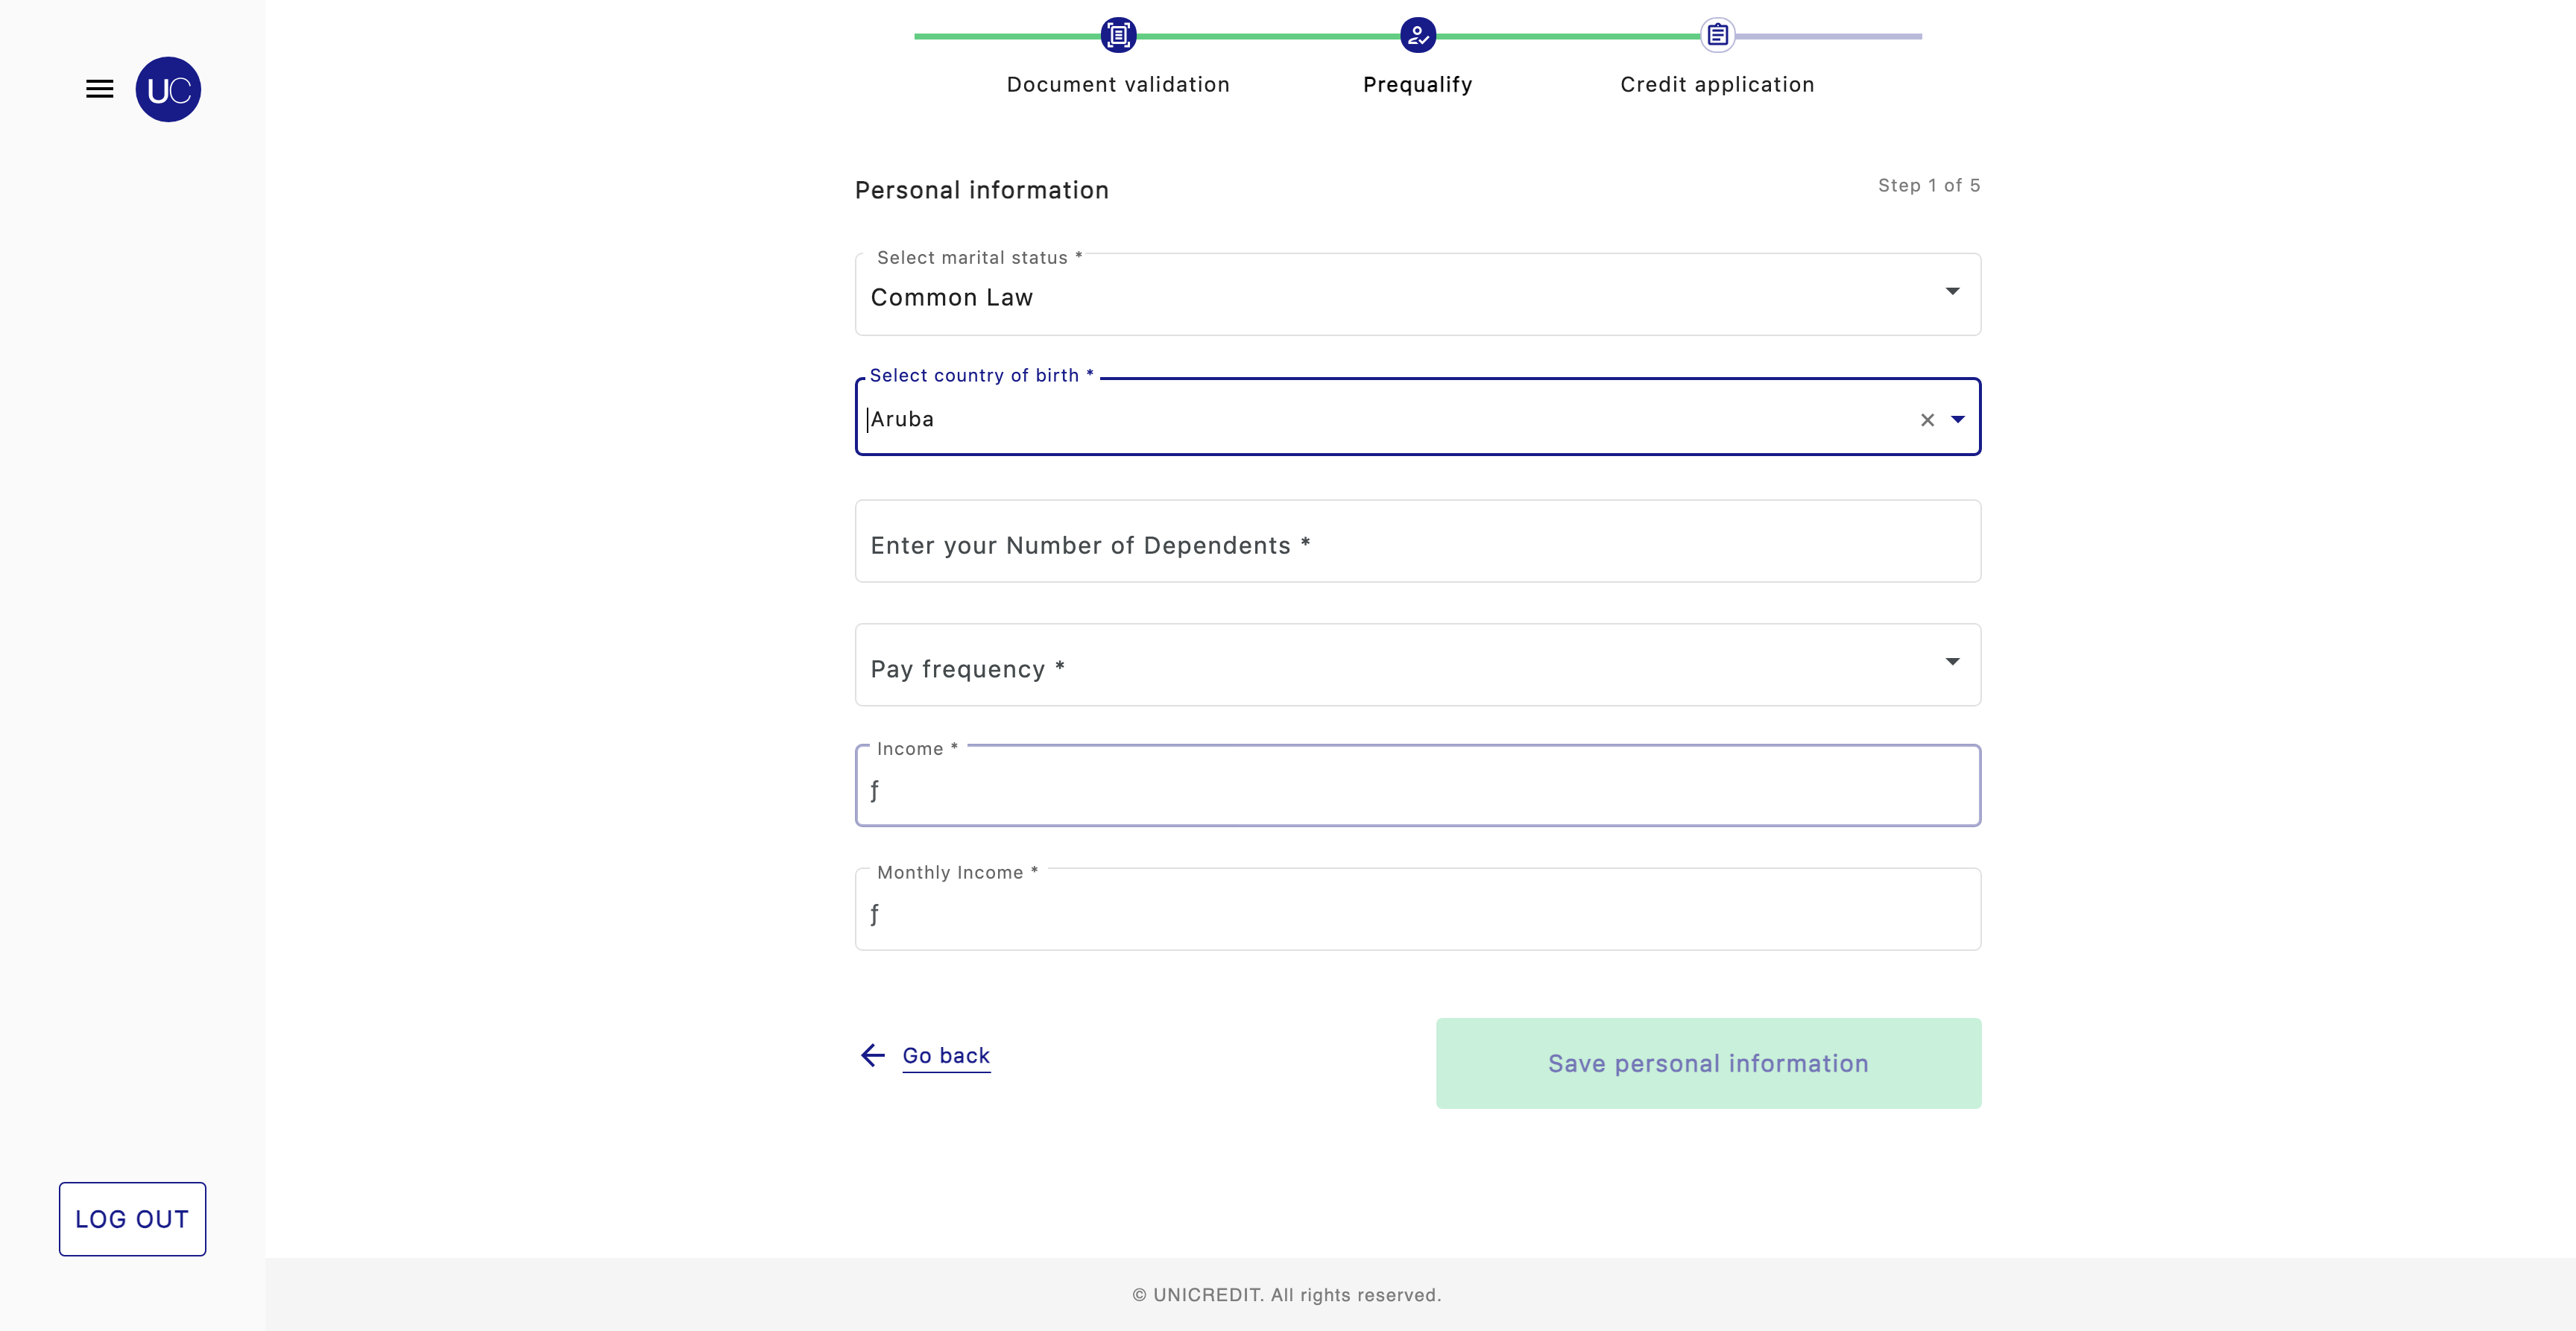 UC
Document validation
Prequalify
Credit application
Personal information
Step 1 of 5
Select marital status *
Common Law
Select country of birth *
Aruba
Enter your Number of Dependents *
Pay frequency *
Income *
ƒ
Monthly Income *
ƒ
Go back
Save personal information
LOG OUT
© UNICREDIT. All rights reserved.